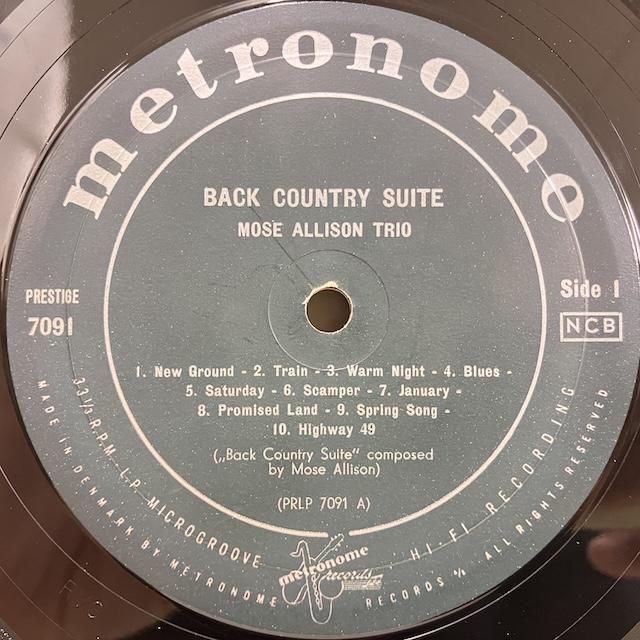 metronome
BACK COUNTRY SUITE
MOSE ALLISON TRIO
PRESTIGE
7091
Side 1
NCB
1. New Ground - 2. Train - 3. Warm Night - 4. Blues -
5. Saturday - 6. Scamper - 7. January -
8. Promised Land - 9. Spring Song -
10. Highway 49
(„Back Country Suite" composed
by Mose Allison)
(PRLP 7091 A)
33 1/3 R.P.M. L.P. MICROGROOVE
HI-FI RECORDING
metronome
records
MADE IN DENMARK BY METRONOME RECORDS A/S ALL RIGHTS RESERVED